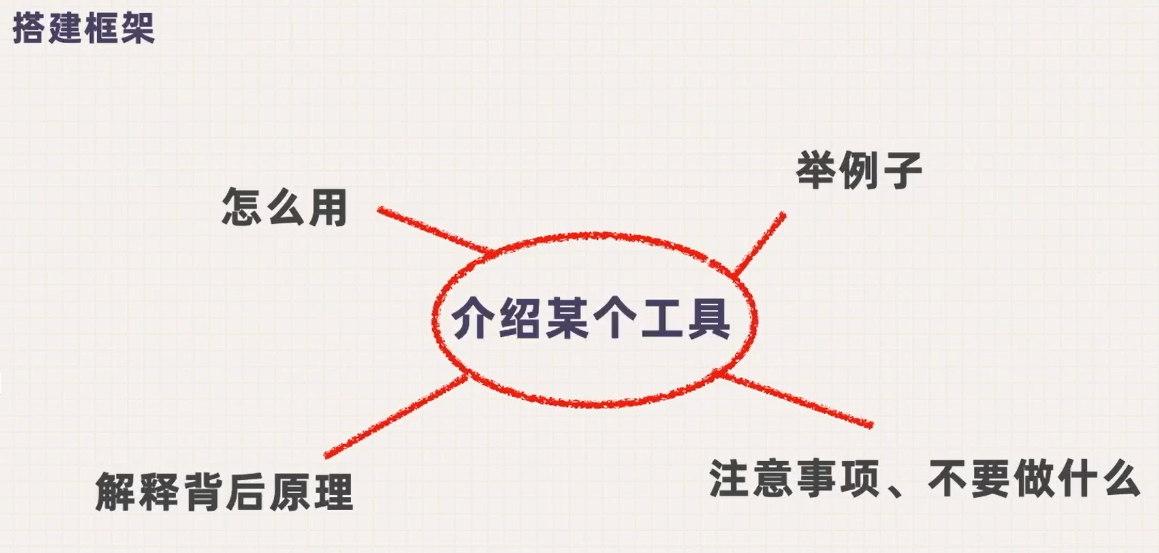 搭建框架
举例子
怎么用
介绍某个工具
解释背后原理
注意事项、不要做什么